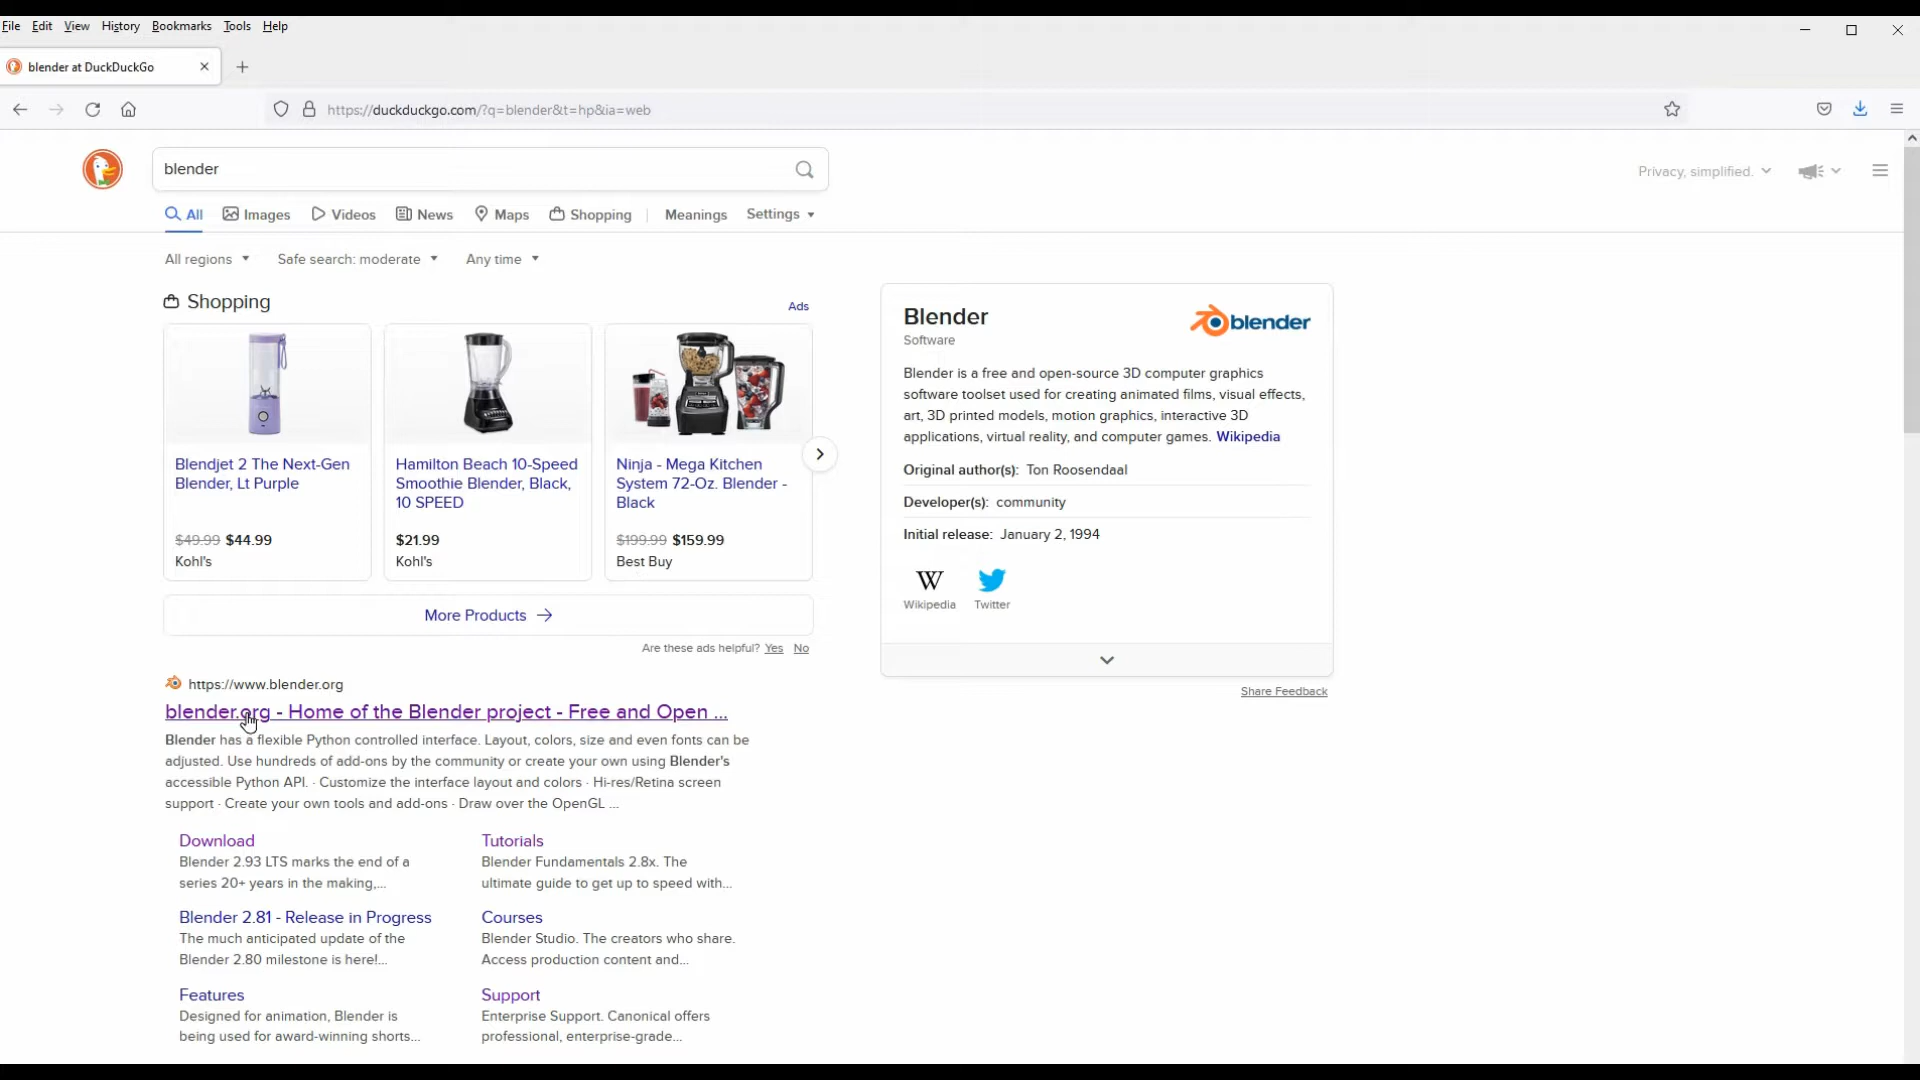 File Edit View History Bookmarks Tools Help
blender at DuckDuckGo
https://duckduckgo.com/?q=blender&t=hp&ia=web
blender
Privacy, simplified.
All Images Videos News Maps Shopping Meanings Settings
All regions Safe search: moderate Any time
Shopping
Ads
Blendjet 2 The Next-Gen
Blender, Lt Purple
$49.99 $44.99
Kohl's
Hamilton Beach 10-Speed
Smoothie Blender, Black,
10 SPEED
$21.99
Kohl's
Ninja - Mega Kitchen
System 72-Oz. Blender -
Black
$199.99 $159.99
Best Buy
More Products
Are these ads helpful? Yes No
https://www.blender.org
blender.org - Home of the Blender project - Free and Open ...
Blender has a flexible Python controlled interface. Layout, colors, size and even fonts can be
adjusted. Use hundreds of add-ons by the community or create your own using Blender's
accessible Python API. · Customize the interface layout and colors · Hi-res/Retina screen
support · Create your own tools and add-ons · Draw over the OpenGL ...
Download
Blender 2.93 LTS marks the end of a
series 20+ years in the making,...
Tutorials
Blender Fundamentals 2.8x. The
ultimate guide to get up to speed with...
Blender 2.81 - Release in Progress
The much anticipated update of the
Blender 2.80 milestone is here!...
Courses
Blender Studio. The creators who share.
Access production content and...
Features
Designed for animation, Blender is
being used for award-winning shorts...
Support
Enterprise Support. Canonical offers
professional, enterprise-grade...
Blender
Software
blender
Blender is a free and open-source 3D computer graphics
software toolset used for creating animated films, visual effects,
art, 3D printed models, motion graphics, interactive 3D
applications, virtual reality, and computer games. Wikipedia
Original author(s): Ton Roosendaal
Developer(s): community
Initial release: January 2, 1994
W
Wikipedia Twitter
Share Feedback